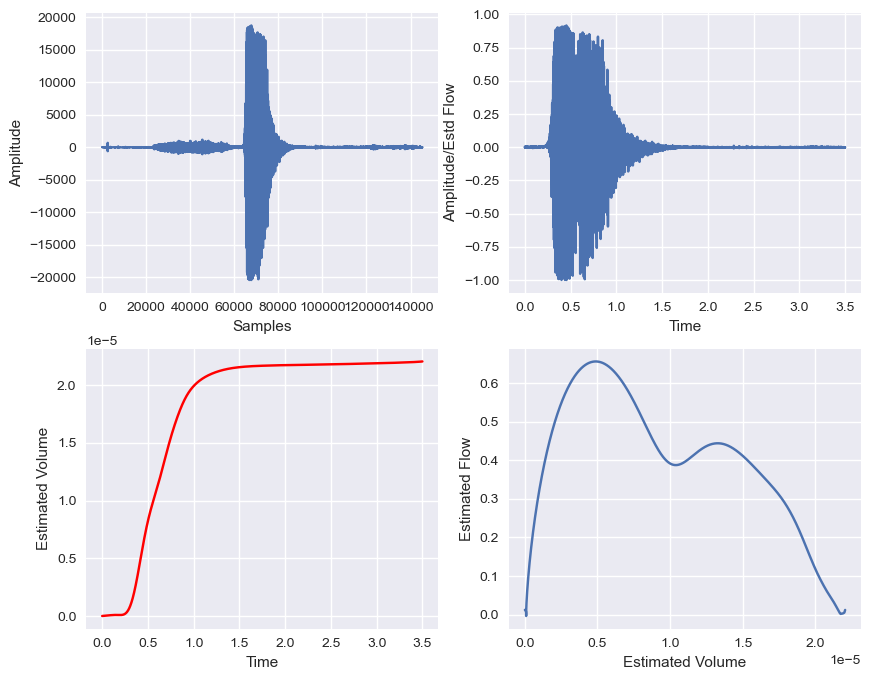 20000
15000
10000
5000
0
−5000
−10000
−15000
−20000
Amplitude
0 20000 40000 60000 80000 100000 120000 140000
Samples
1.00
0.75
0.50
0.25
0.00
−0.25
−0.50
−0.75
−1.00
Amplitude/Estd Flow
0.0 0.5 1.0 1.5 2.0 2.5 3.0 3.5
Time
1e−5
2.0
1.5
1.0
0.5
0.0
Estimated Volume
0.0 0.5 1.0 1.5 2.0 2.5 3.0 3.5
Time
0.6
0.5
0.4
0.3
0.2
0.1
0.0
Estimated Flow
0.0 0.5 1.0 1.5 2.0
1e−5
Estimated Volume